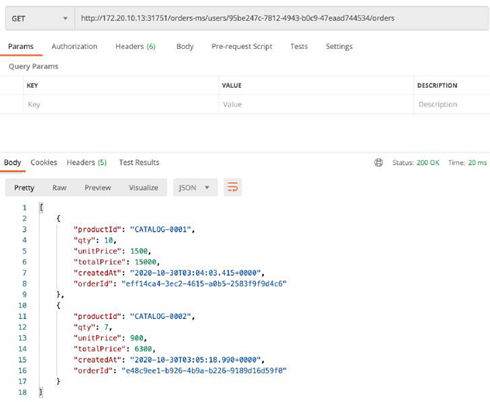 GET http://172.20.10.13:31751/orders-ms/users/95be247c-7812-4943-b0c9-47eaad744534/orders
Params Authorization Headers (6) Body Pre-request Script Tests Settings
Query Params
KEY VALUE DESCRIPTION
Key Value Description
Body Cookies Headers (5) Test Results Status: 200 OK Time: 20 ms
Pretty Raw Preview Visualize JSON
1 [
2 {
3 "productId": "CATALOG-0001",
4 "qty": 10,
5 "unitPrice": 1500,
6 "totalPrice": 15000,
7 "createdAt": "2020-10-30T03:04:03.415+0000",
8 "orderId": "eff14ca4-3ec2-4615-a0b5-2583f9f9d4c6"
9 },
10 {
11 "productId": "CATALOG-0002",
12 "qty": 7,
13 "unitPrice": 900,
14 "totalPrice": 6300,
15 "createdAt": "2020-10-30T03:05:18.990+0000",
16 "orderId": "e48c9ee1-b926-4b9a-b226-9189d16d59f0"
17 }
18 ]